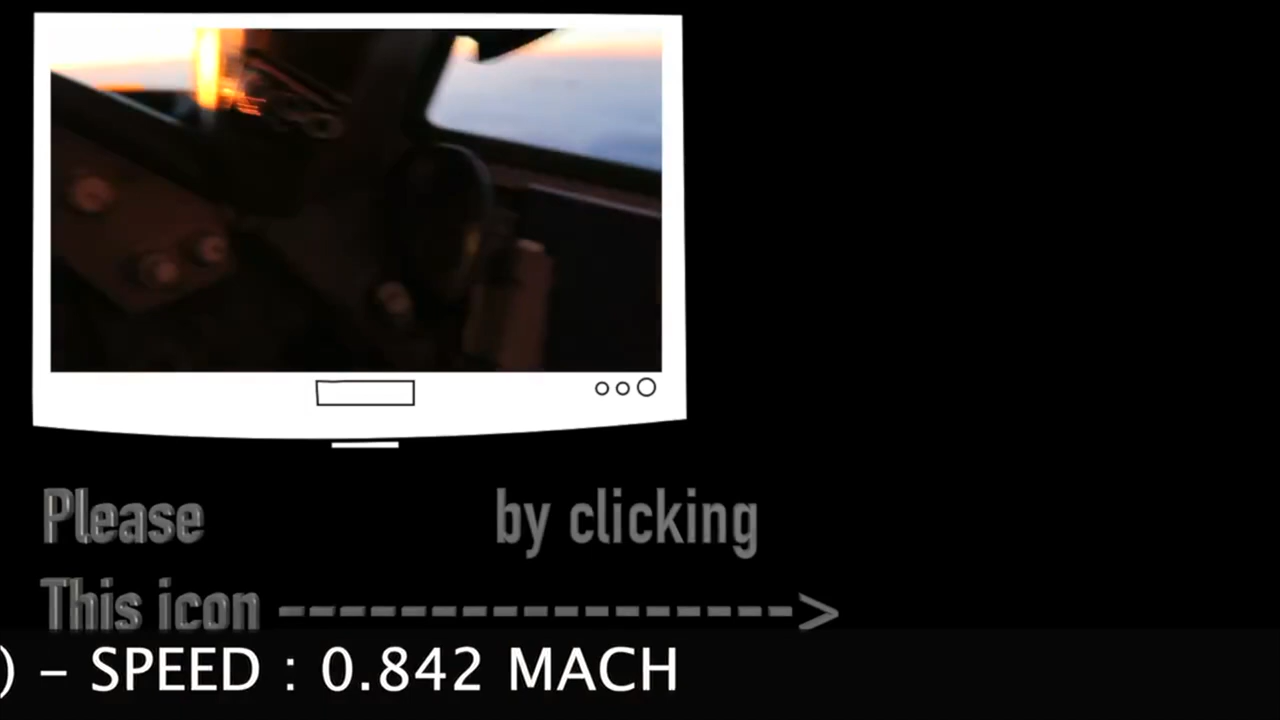 Please by clicking
This icon ----------------->
) – SPEED : 0.842 MACH